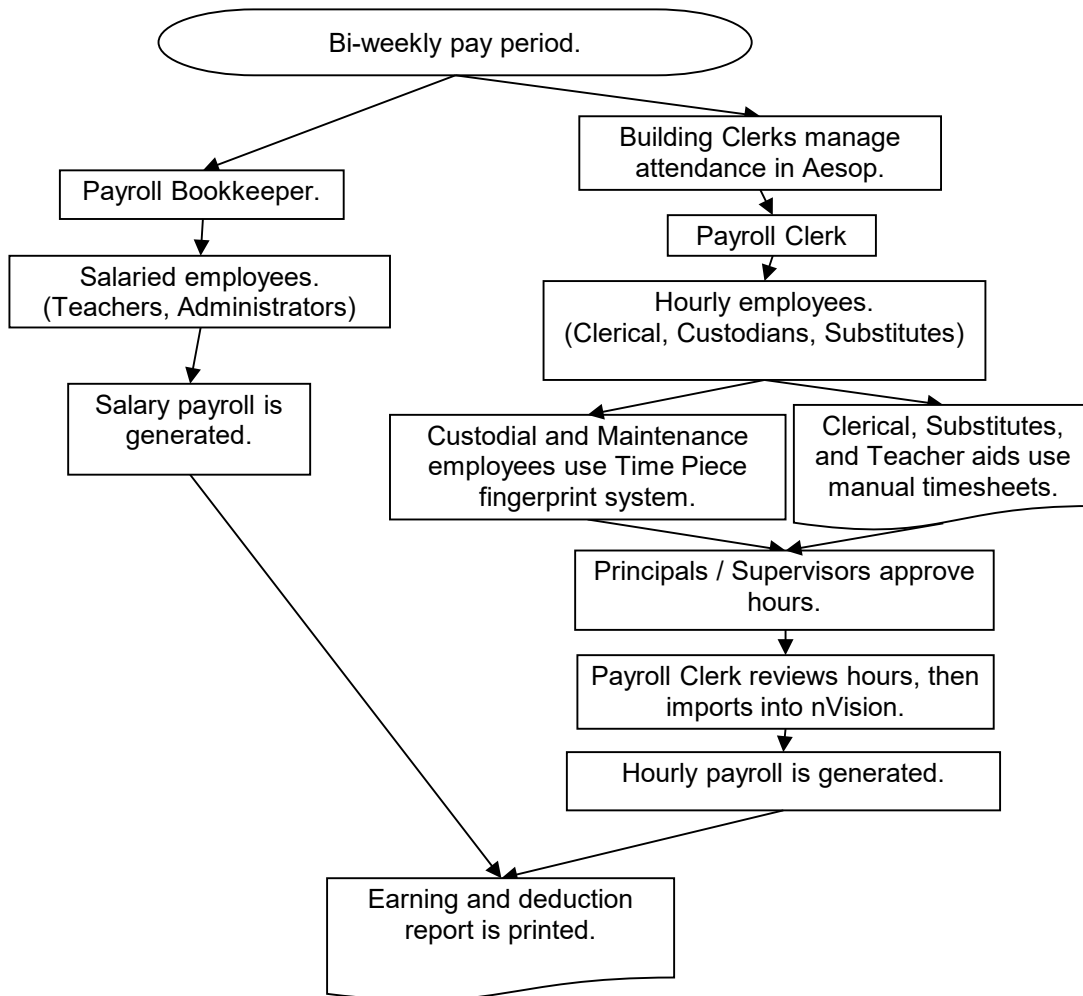 Bi-weekly pay period.
Building Clerks manage
attendance in Aesop.
Payroll Bookkeeper.
Payroll Clerk
Salaried employees.
(Teachers, Administrators)
Hourly employees.
(Clerical, Custodians, Substitutes)
Salary payroll is
generated.
Custodial and Maintenance
employees use Time Piece
fingerprint system.
Clerical, Substitutes,
and Teacher aids use
manual timesheets.
Principals / Supervisors approve
hours.
Payroll Clerk reviews hours, then
imports into nVision.
Hourly payroll is generated.
Earning and deduction
report is printed.